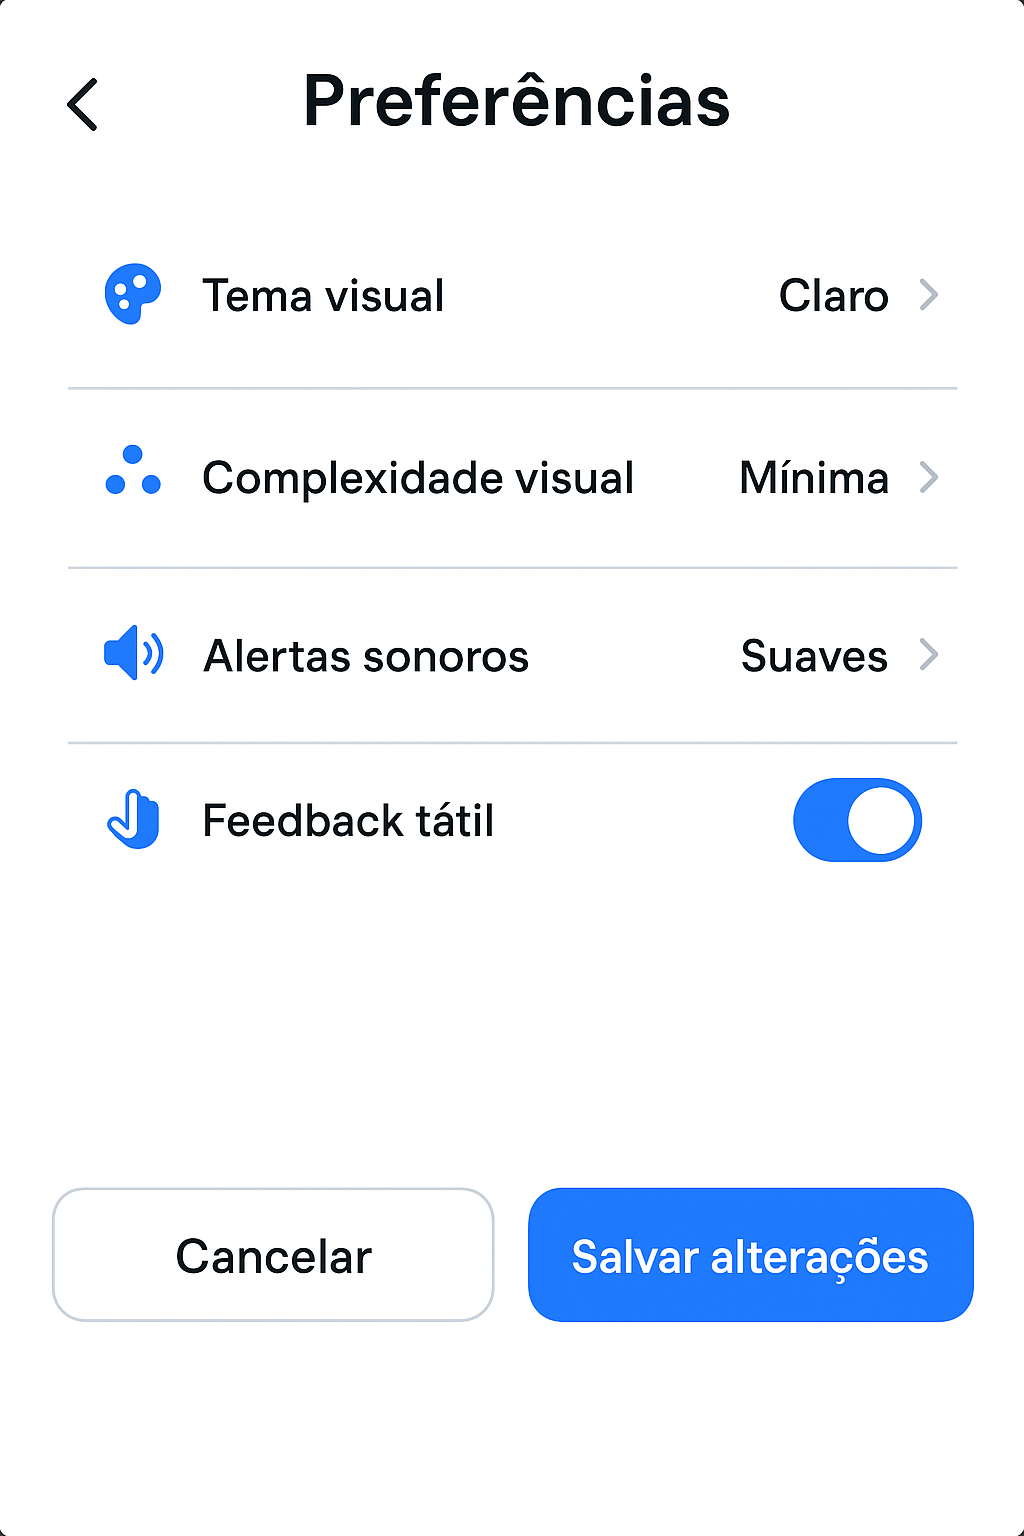 Preferências
Tema visual Claro
Complexidade visual Mínima
Alertas sonoros Suaves
Feedback tátil
Cancelar Salvar alterações